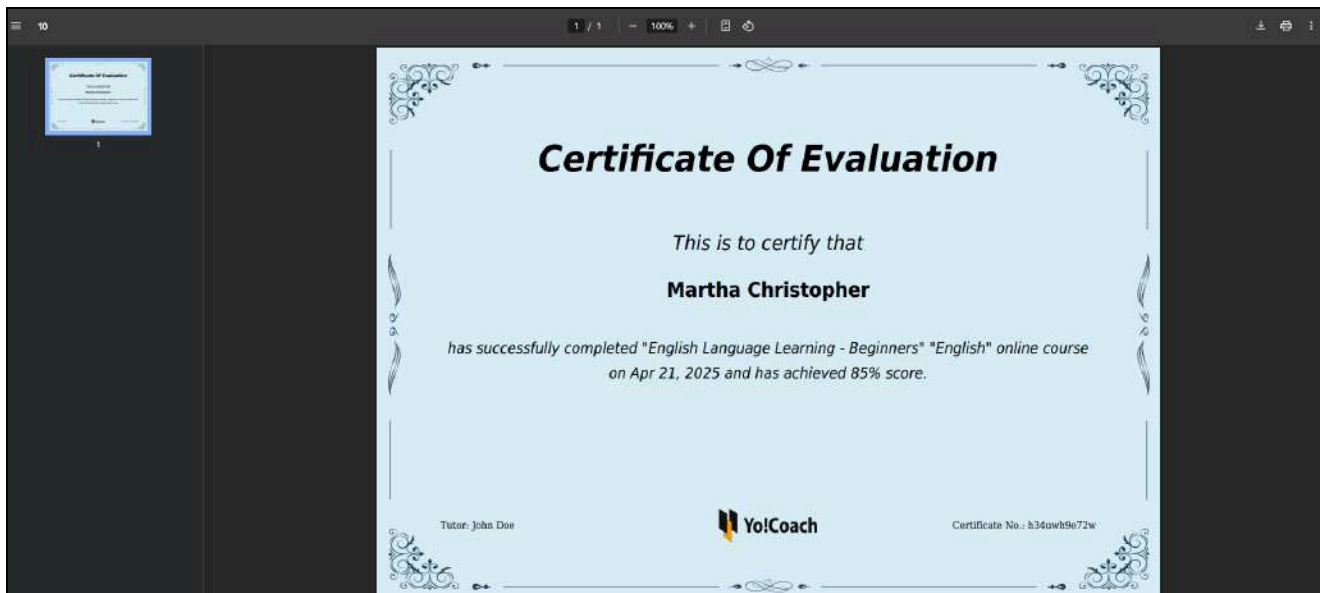 10
1 / 1
100%
1
Certificate Of Evaluation
This is to certify that
Martha Christopher
has successfully completed "English Language Learning - Beginners" "English" online course
on Apr 21, 2025 and has achieved 85% score.
Tutor: John Doe
Yo!Coach
Certificate No.: h34uwh9e72w